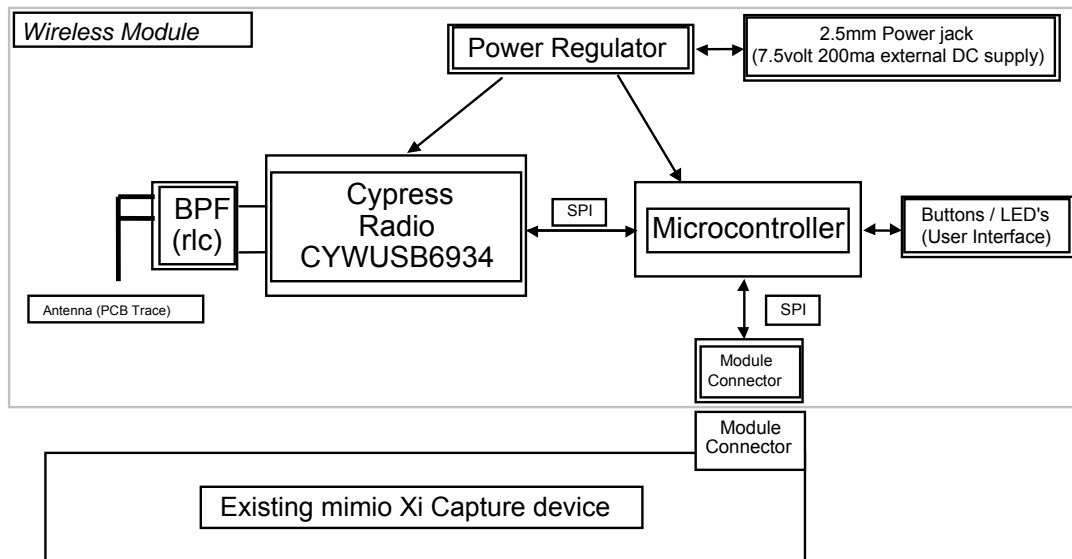 Wireless Module
Power Regulator
2.5mm Power jack
(7.5volt 200ma external DC supply)
BPF
(rlc)
Cypress
Radio
CYWUSB6934
SPI
Microcontroller
Buttons / LED's
(User Interface)
Antenna (PCB Trace)
SPI
Module
Connector
Module
Connector
Existing mimio Xi Capture device